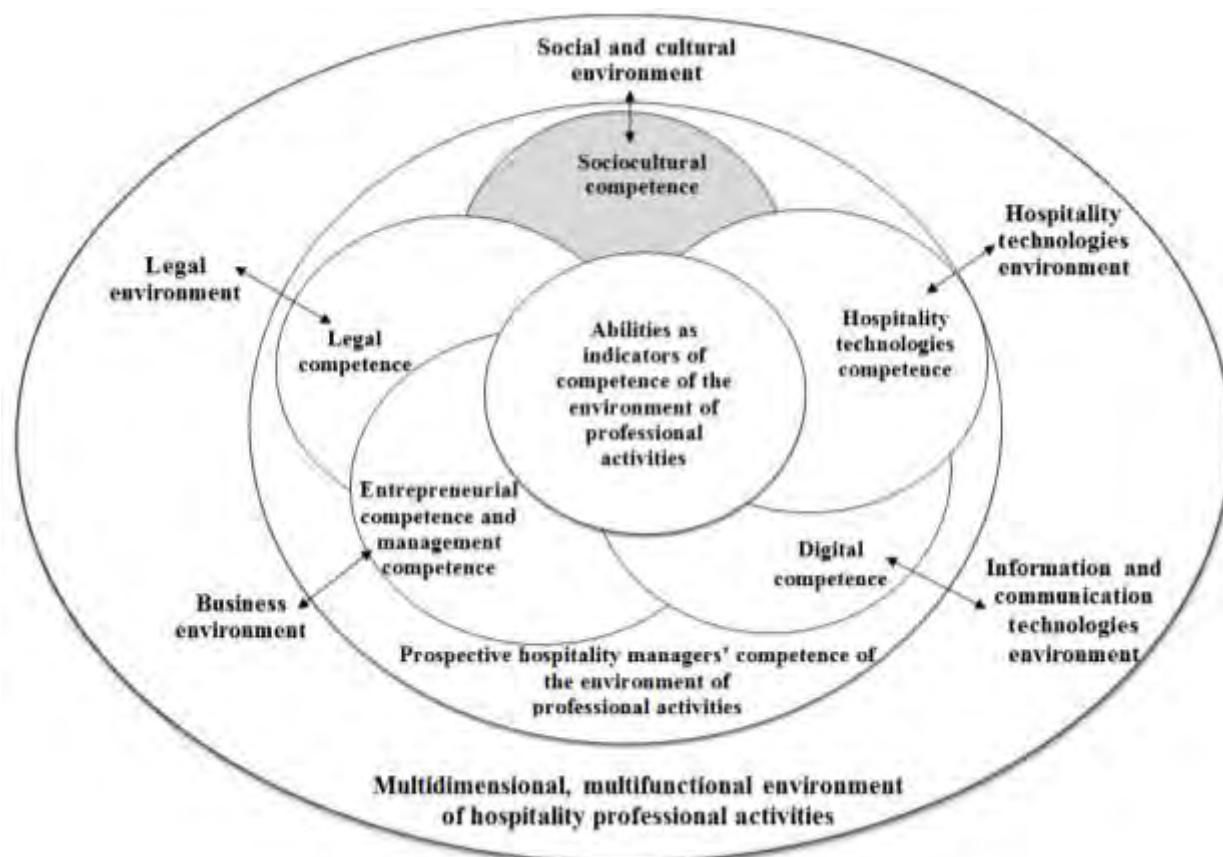 Social and cultural
environment
Sociocultural
competence
Hospitality
technologies
environment
Legal
environment
Legal
competence
Abilities as
indicators of
competence of the
environment of
professional
activities
Hospitality
technologies
competence
Entrepreneurial
competence and
management
competence
Digital
competence
Business
environment
Information and
communication
technologies
environment
Prospective hospitality managers’ competence of
the environment of
professional activities
Multidimensional, multifunctional environment
of hospitality professional activities